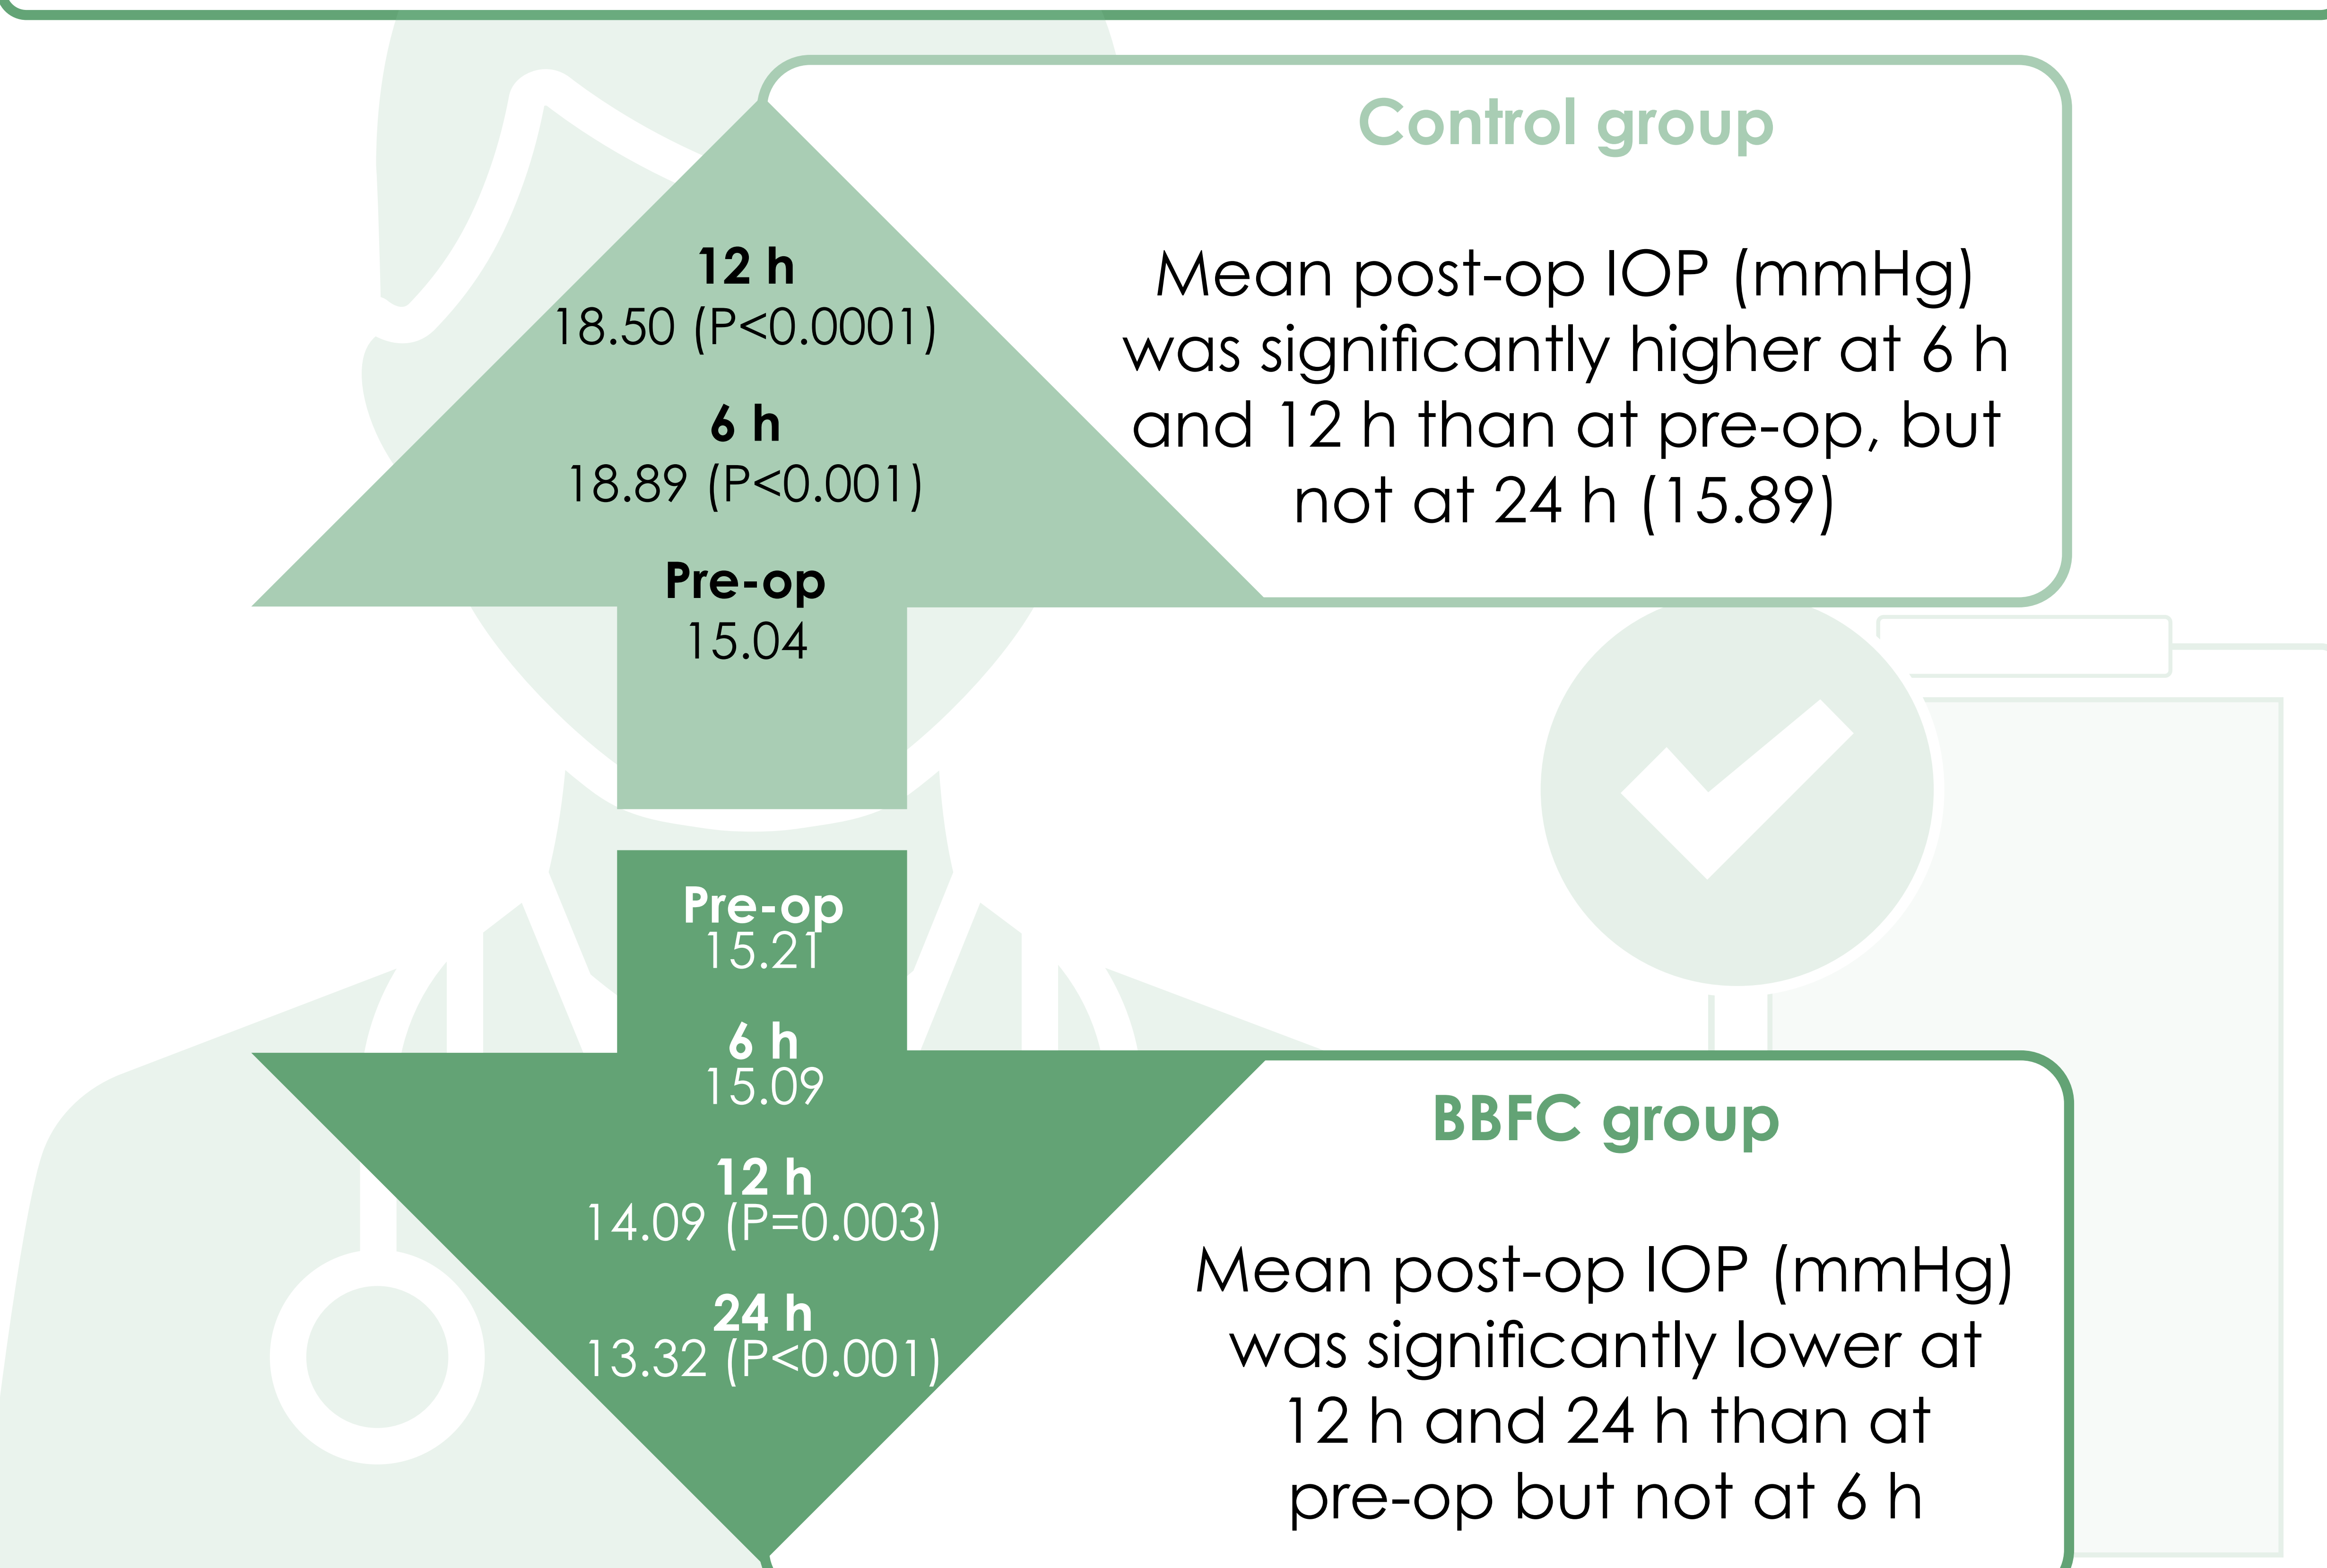 Control group
Mean post-op IOP (mmHg)
was significantly higher at 6 h
and 12 h than at pre-op, but
not at 24 h (15.89)
12 h
18.50 (P<0.0001)
6 h
18.89 (P<0.001)
Pre-op
15.04
Pre-op
15.21
6 h
15.09
12 h
14.09 (P=0.003)
24 h
13.32 (P<0.001)
BBFC group
Mean post-op IOP (mmHg)
was significantly lower at
12 h and 24 h than at
pre-op but not at 6 h